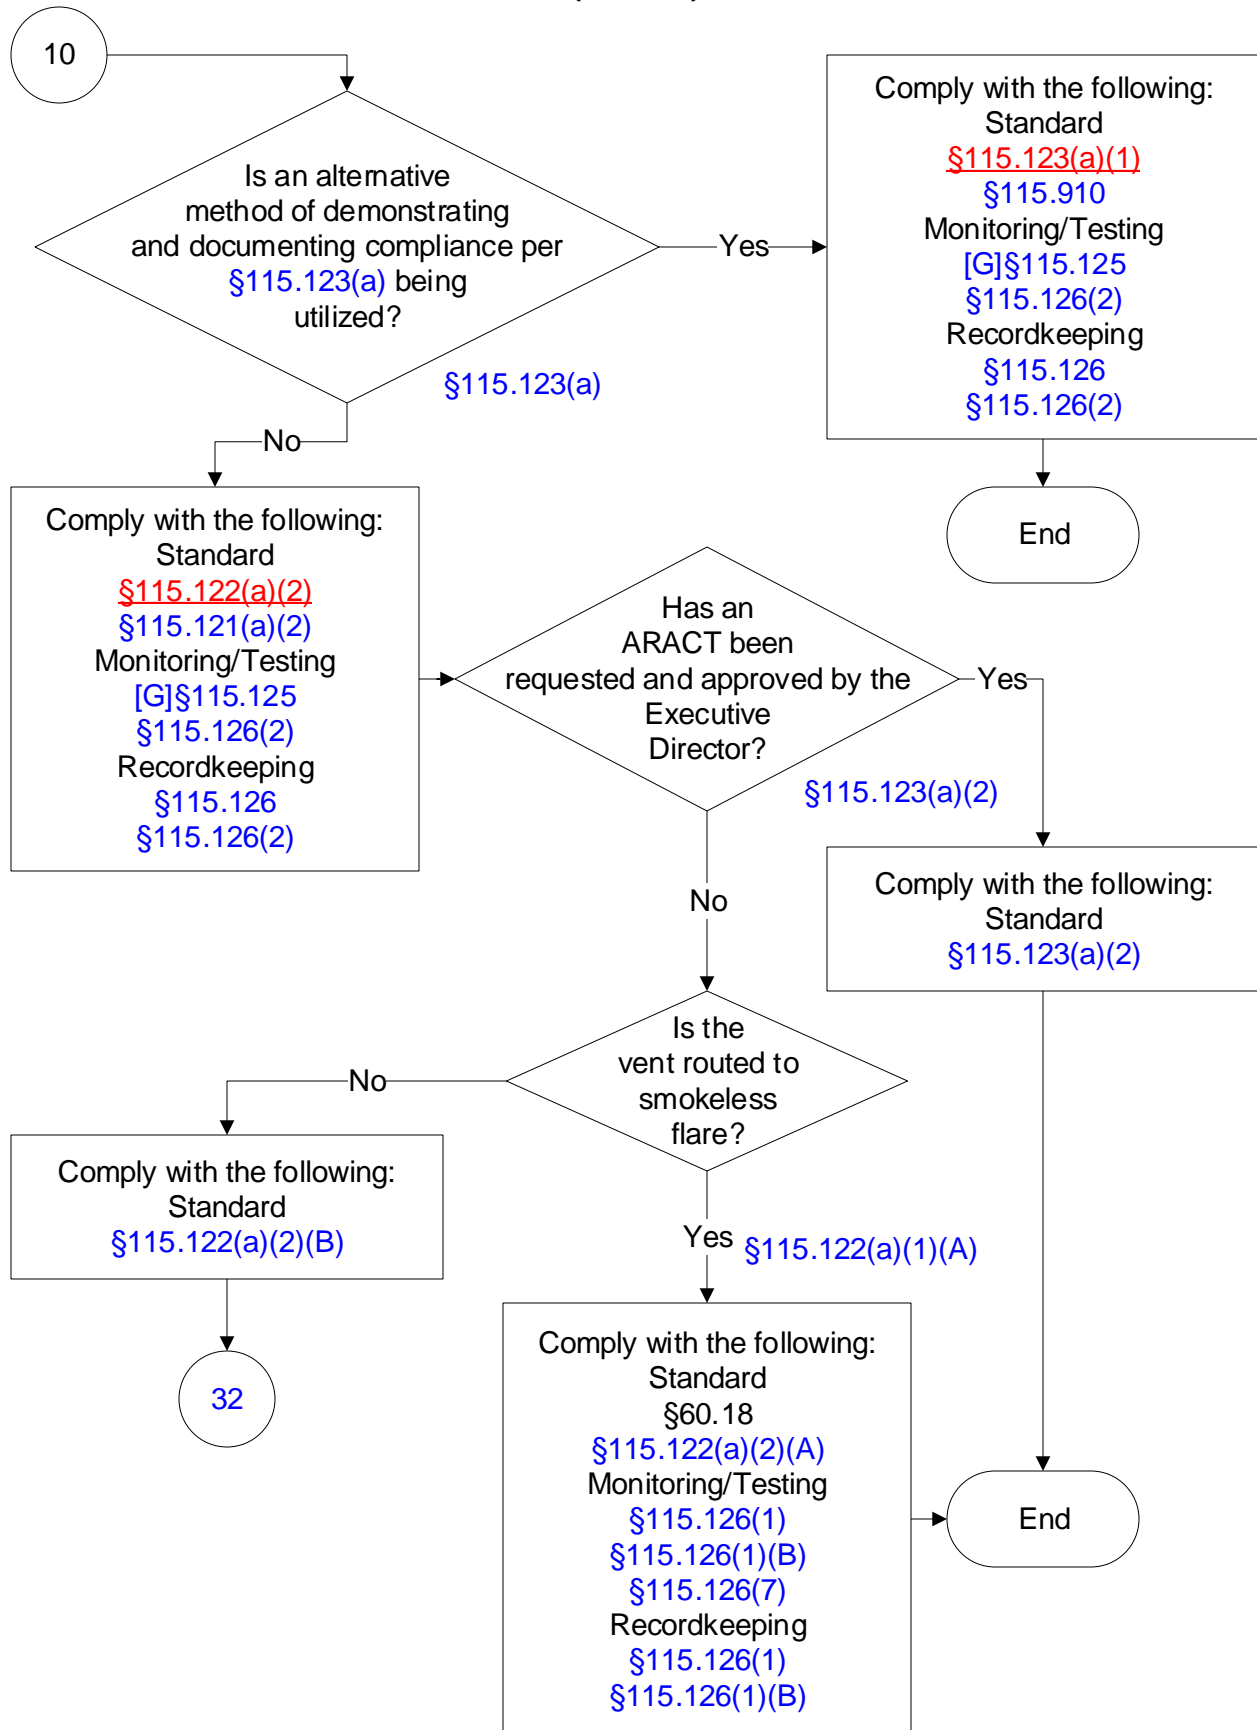 10
Is an alternative
method of demonstrating
and documenting compliance per
§115.123(a) being
utilized?
Yes
§115.123(a)
No
Comply with the following:
Standard
§115.123(a)(1)
§115.910
Monitoring/Testing
[G]§115.125
§115.126(2)
Recordkeeping
§115.126
§115.126(2)
End
Comply with the following:
Standard
§115.122(a)(2)
§115.121(a)(2)
Monitoring/Testing
[G]§115.125
§115.126(2)
Recordkeeping
§115.126
§115.126(2)
Has an
ARACT been
requested and approved by the
Executive
Director?
Yes
§115.123(a)(2)
No
Comply with the following:
Standard
§115.123(a)(2)
Is the
vent routed to
smokeless
flare?
No
Comply with the following:
Standard
§115.122(a)(2)(B)
32
Yes
§115.122(a)(1)(A)
Comply with the following:
Standard
§60.18
§115.122(a)(2)(A)
Monitoring/Testing
§115.126(1)
§115.126(1)(B)
§115.126(7)
Recordkeeping
§115.126(1)
§115.126(1)(B)
End